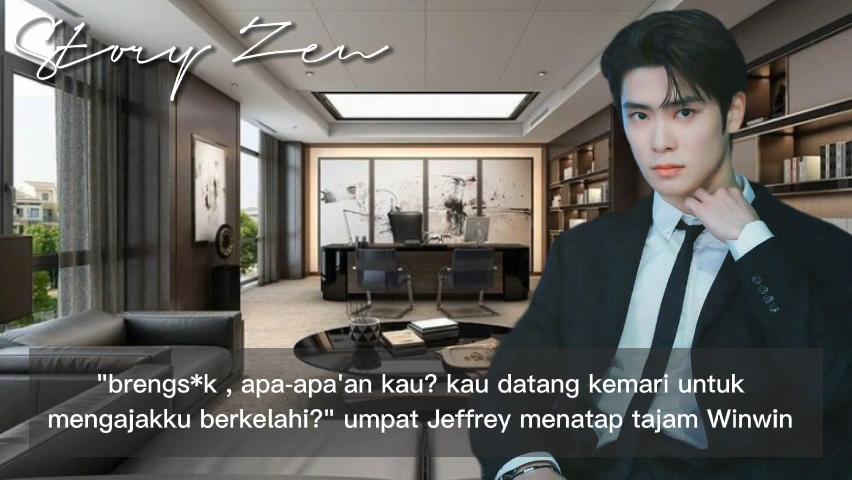 Story Zen
"brengs*k , apa-apa'an kau? kau datang kemari untuk
mengajakku berkelahi?" umpat Jeffrey menatap tajam Winwin